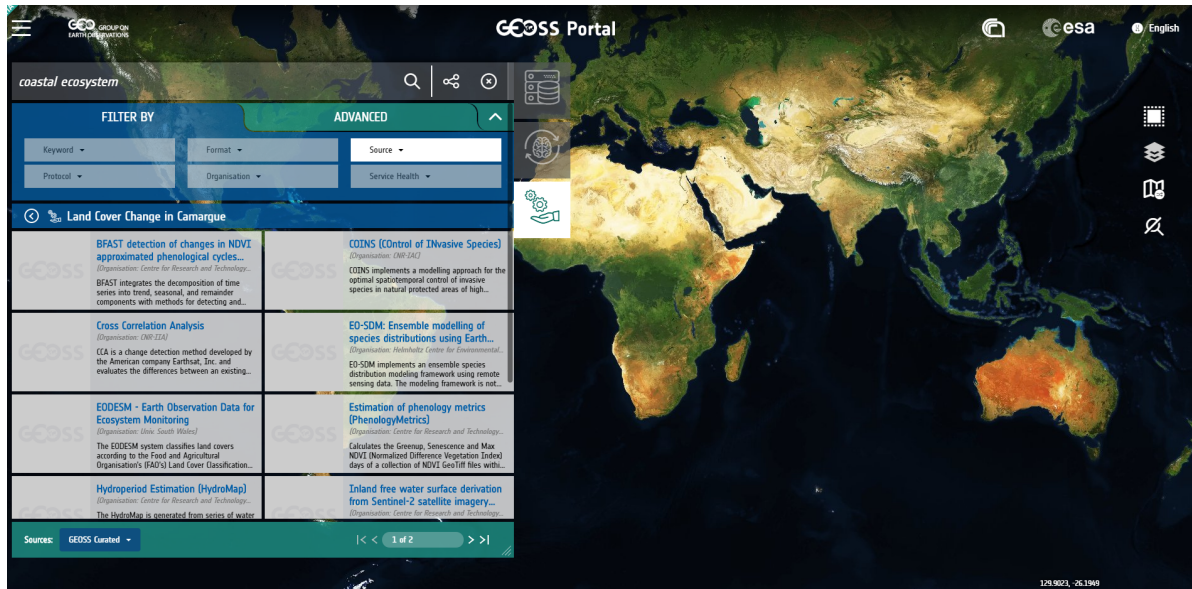 GEO GROUP ON
EARTH OBSERVATIONS
GEOSS Portal
esa
English
coastal ecosystem
FILTER BY
ADVANCED
Keyword
Format
Source
Protocol
Organisation
Service Health
Land Cover Change in Camargue
GEOSS
BFAST detection of changes in NDVI
approximated phenological cycles...
(Organisation: Centre for Research and Technology...
BFAST integrates the decomposition of time
series into trend, seasonal, and remainder
components with methods for detecting and...
GEOSS
COINS (COntrol of INvasive Species)
(Organisation: CNR-IAC)
COINS implements a modelling approach for the
optimal spatiotemporal control of invasive
species in natural protected areas of high...
GEOSS
Cross Correlation Analysis
(Organisation: CNR-IIA)
CCA is a change detection method developed by
the American company Earthsat, Inc. and
evaluates the differences between an existing...
GEOSS
EO-SDM: Ensemble modelling of
species distributions using Earth...
(Organisation: Helmholtz Centre for Environmental...
EO-SDM implements an ensemble species
distribution modeling framework using remote
sensing data. The modeling framework is not...
GEOSS
EODESM - Earth Observation Data for
Ecosystem Monitoring
(Organisation: Univ. South Wales)
The EODESM system classifies land covers
according to the Food and Agricultural
Organisation's (FAO's) Land Cover Classification...
GEOSS
Estimation of phenology metrics
(PhenologyMetrics)
(Organisation: Centre for Research and Technology...
Calculates the Greenup, Senescence and Max
NDVI (Normalized Difference Vegetation Index)
days of a collection of NDVI GeoTiff files withi...
GEOSS
Hydroperiod Estimation (HydroMap)
(Organisation: Centre for Research and Technology...
The HydroMap is generated from series of water
GEOSS
Inland free water surface derivation
from Sentinel-2 satellite imagery...
(Organisation: Centre for Research and Technology...
Sources:
GEOSS Curated
|< <
1 of 2
> >|
129.9023, -26.1949